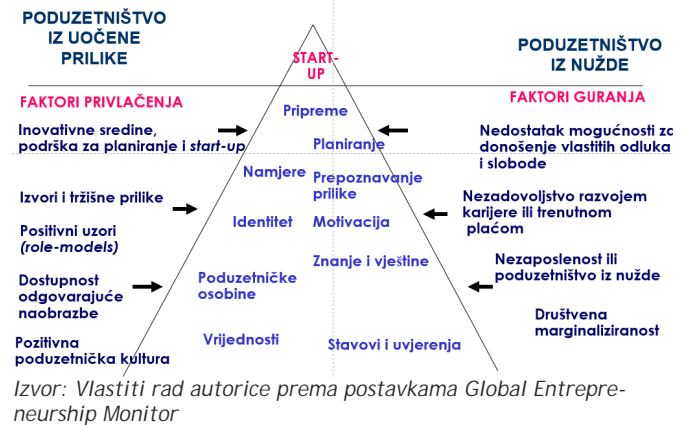 PODUZETNIŠTVO
IZ UOČENE
PRILIKE
PODUZETNIŠTVO
IZ NUŽDE
START-
UP
FAKTORI PRIVLAČENJA
FAKTORI GURANJA
Inovativne sredine,
podrška za planiranje i start-up
Izvori i tržišne prilike
Positivni uzori
(role-models)
Dostupnost
odgovarajuće
naobrazbe
Pozitivna
poduzetnička kultura
Pripreme
Planiranje
Namjere
Prepoznavanje
prilike
Identitet
Motivacija
Znanje i vještine
Poduzetničke
osobine
Vrijednosti
Stavovi i uvjerenja
Nedostatak mogućnosti za
donošenje vlastitih odluka
i slobode
Nezadovoljstvo razvojem
karijere ili trenutnom
plaćom
Nezaposlenost ili
poduzetništvo iz nužde
Društvena
marginaliziranost
Izvor: Vlastiti rad autorice prema postavkama Global Entrepre-
neurship Monitor